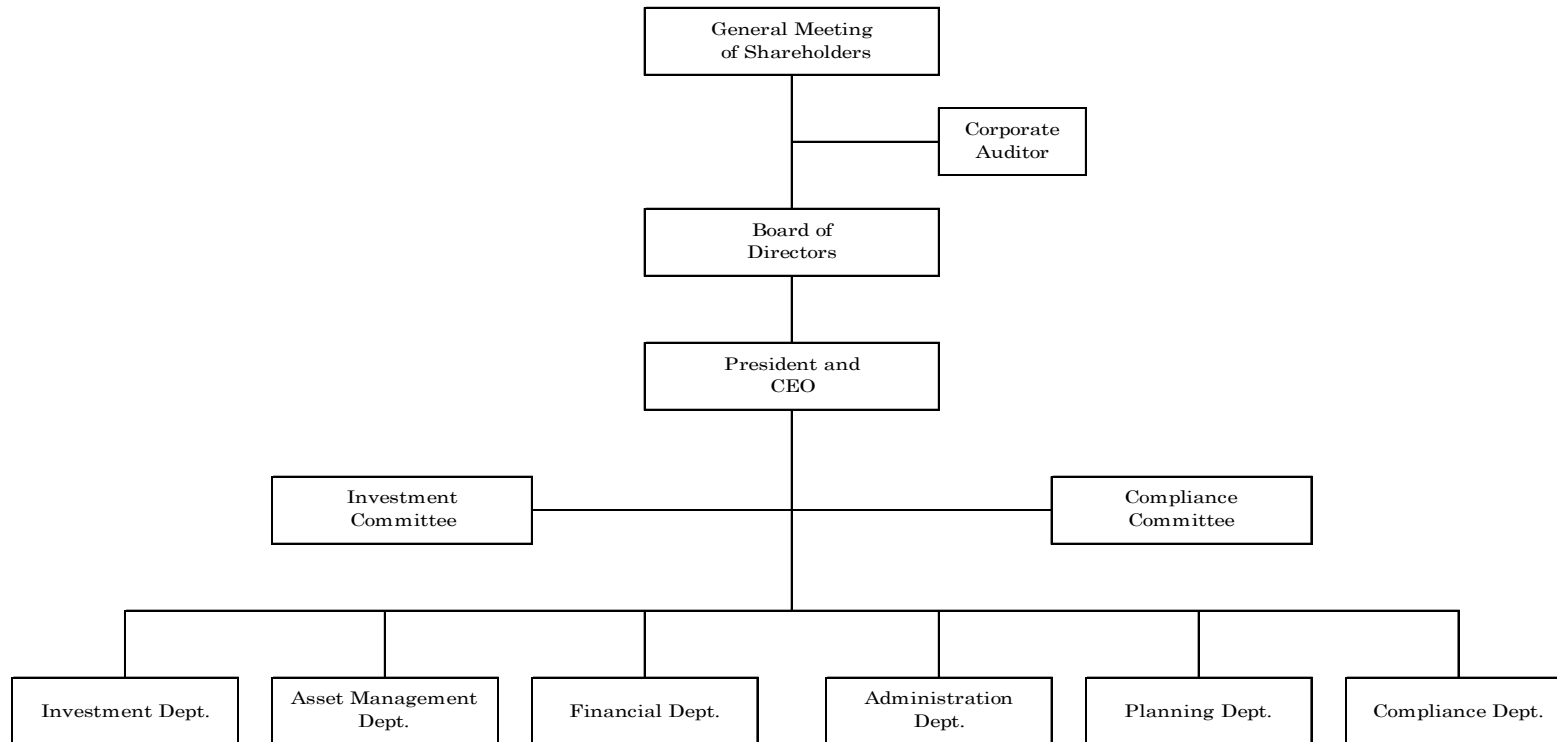 General Meeting
of Shareholders
Corporate
Auditor
Board of
Directors
President and
CEO
Investment
Committee
Compliance
Committee
Investment Dept.
Asset Management
Dept.
Financial Dept.
Administration
Dept.
Planning Dept.
Compliance Dept.